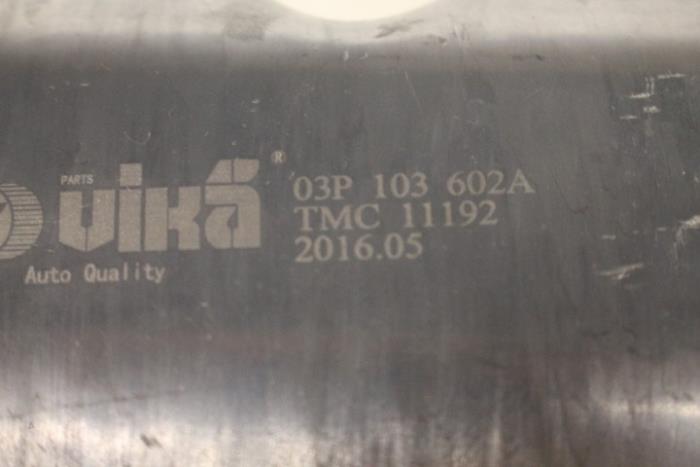 PARTS
vika®
Auto Quality
03P 103 602A
TMC 11192
2016.05